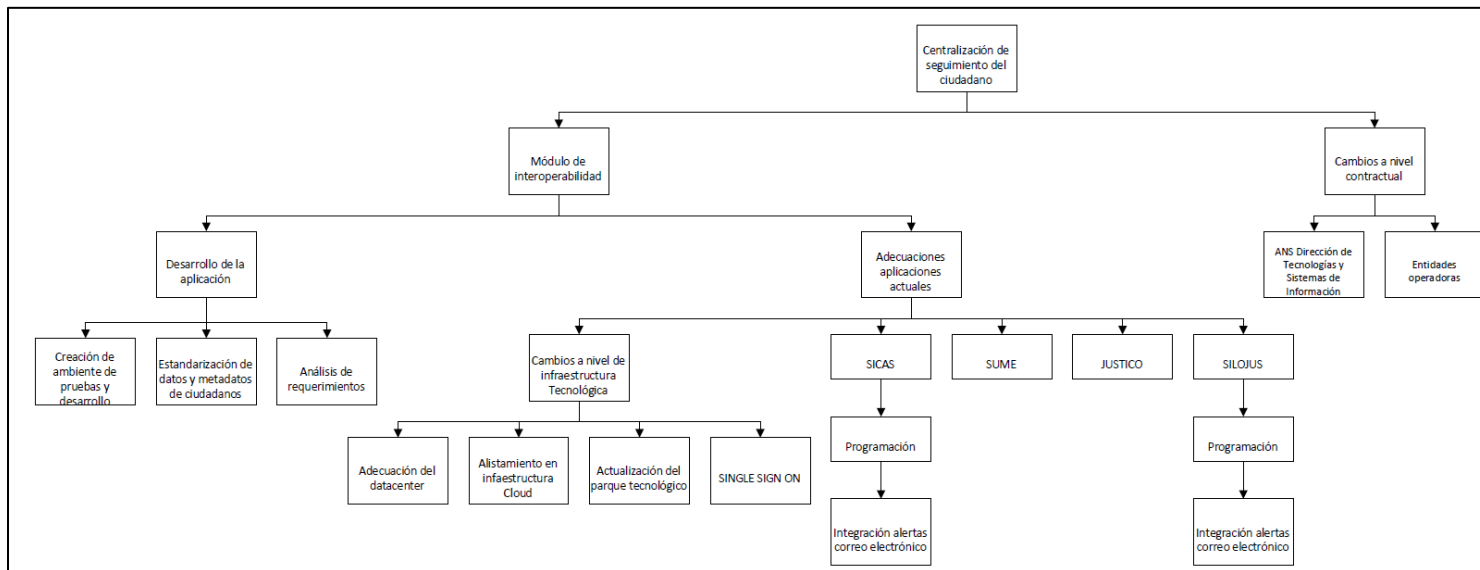 Centralización de
seguimiento del
ciudadano
Módulo de
interoperabilidad
Cambios a nivel
contractual
Desarrollo de la
aplicación
Adecuaciones
aplicaciones
actuales
ANS Dirección de
Tecnologías y
Sistemas de
Información
Entidades
operadoras
Creación de
ambiente de
pruebas y
desarrollo
Estandarización de
datos y metadatos
de ciudadanos
Análisis de
requerimientos
Cambios a nivel de
infraestructura
Tecnológica
SICAS
SUME
JUSTICO
SILOJUS
Adecuación del
datacenter
Alistamiento en
infaestructura
Cloud
Actualización del
parque tecnológico
SINGLE SIGN ON
Programación
Programación
Integración alertas
correo electrónico
Integración alertas
correo electrónico